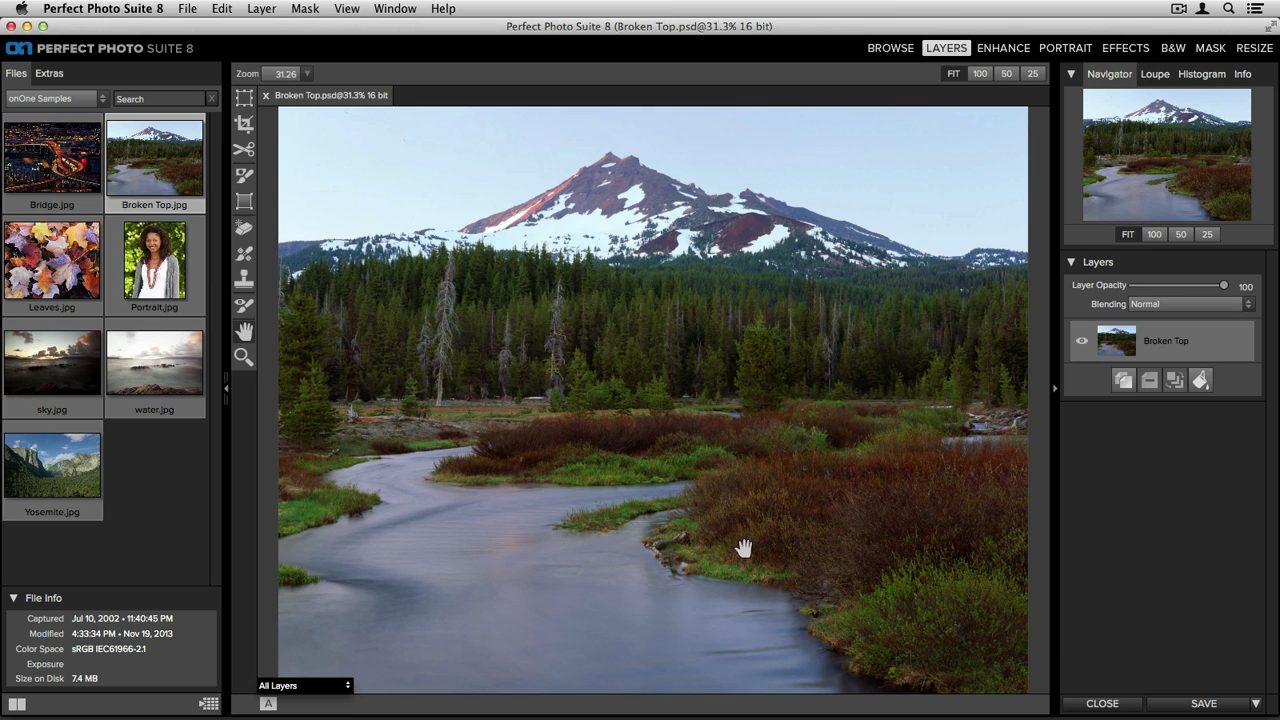 Perfect Photo Suite 8 File Edit Layer Mask View Window Help
Perfect Photo Suite 8 (Broken Top.psd@31.3% 16 bit)
on PERFECT PHOTO SUITE 8
BROWSE LAYERS ENHANCE PORTRAIT EFFECTS B&W MASK RESIZE
Files Extras
onOne Samples Search X
Bridge.jpg Broken Top.jpg
Leaves.jpg Portrait.jpg
sky.jpg water.jpg
Yosemite.jpg
File Info
Captured Jul 10, 2002 • 11:40:45 PM
Modified 4:33:34 PM • Nov 19, 2013
Color Space sRGB IEC61966-2.1
Exposure
Size on Disk 7.4 MB
Zoom 31.26 FIT 100 50 25
× Broken Top.psd@31.3% 16 bit
All Layers
A
Navigator Loupe Histogram Info
FIT 100 50 25
Layers
Layer Opacity 100
Blending Normal
Broken Top
CLOSE SAVE